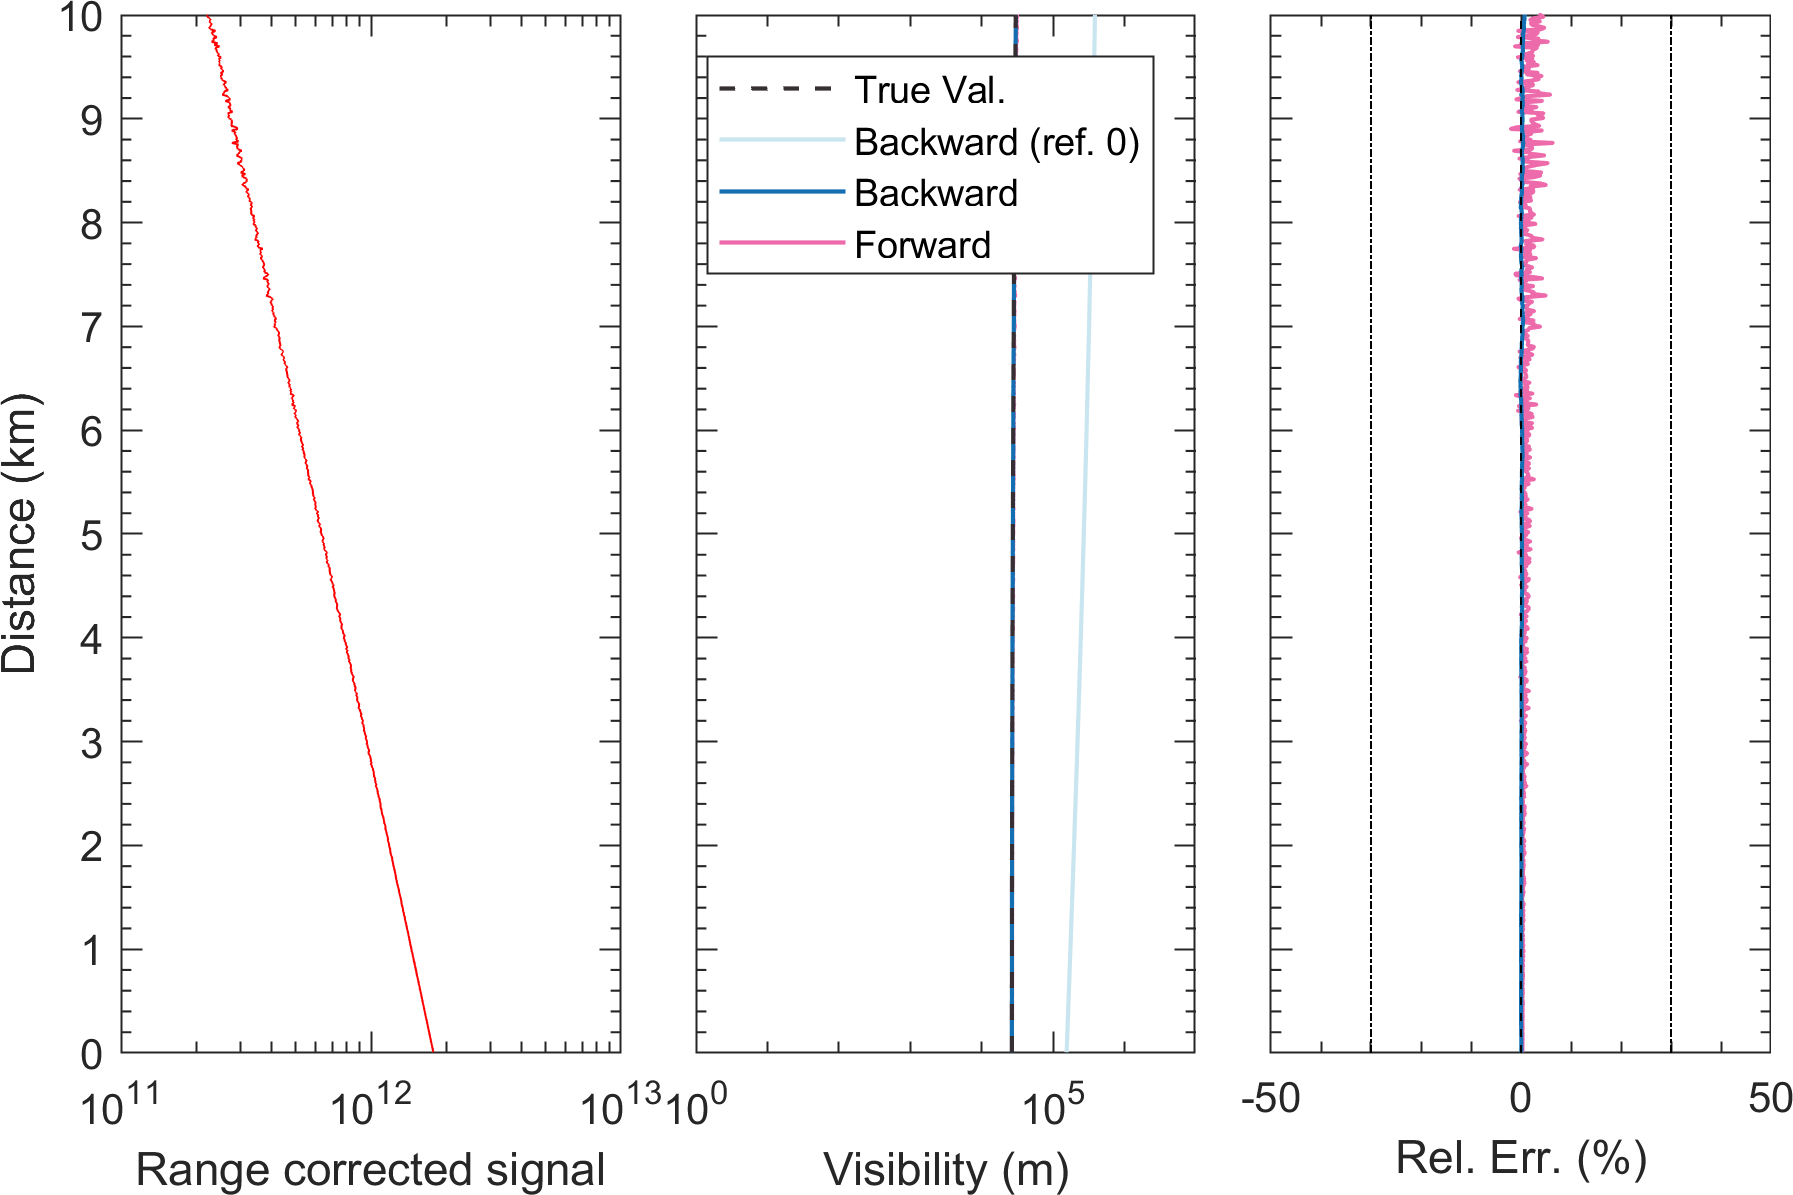 Distance (km)
10
9
8
7
6
5
4
3
2
1
0
10^11
10^12
10^13
Range corrected signal
True Val.
Backward (ref. 0)
Backward
Forward
10^0
10^5
Visibility (m)
-50
0
50
Rel. Err. (%)